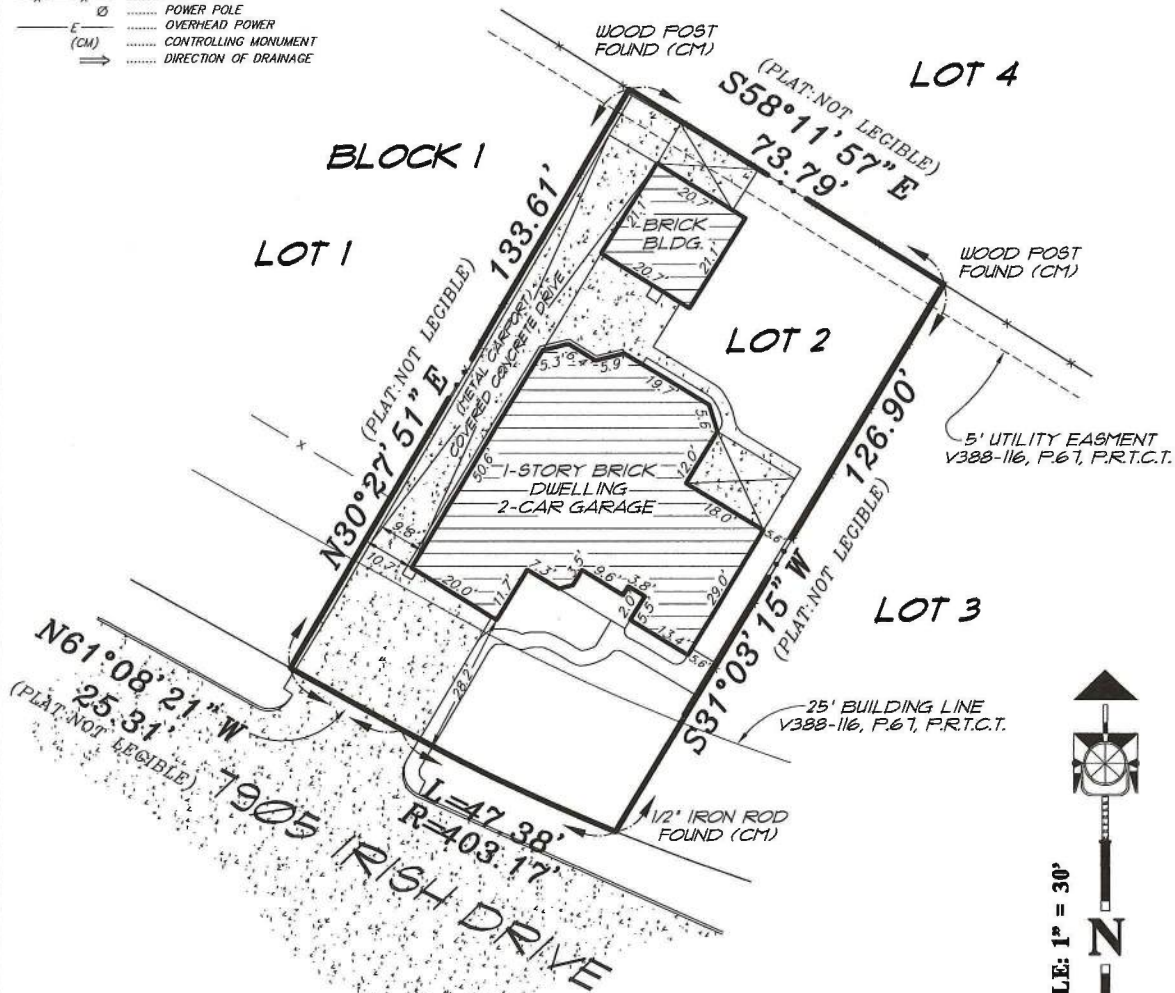 Ø ........ POWER POLE
E ........ OVERHEAD POWER
(CM) ........ CONTROLLING MONUMENT
........ DIRECTION OF DRAINAGE
WOOD POST
FOUND (CM)
LOT 4
(PLAT:NOT LEGIBLE)
S58°11'57"E
73.79'
BLOCK 1
LOT 1
133.61'
(PLAT:NOT LEGIBLE)
N30°27'51"E
(METAL CARPORT)
COVERED CONCRETE DRIVE
20.7'
21.1'
BRICK
BLDG.
21.1'
20.7'
WOOD POST
FOUND (CM)
LOT 2
5' UTILITY EASMENT
V388-116, P.67, P.R.T.C.T.
126.90'
(PLAT:NOT LEGIBLE)
S31°03'15"W
5.3'
5.9'
19.7'
5.6'
12.0'
18.0'
5.6'
50.6'
1-STORY BRICK
DWELLING
2-CAR GARAGE
9.8'
10.7'
20.0'
11.7'
7.3'
9.6'
3.8'
2.0'
5.5'
13.4'
29.0'
5.6'
28.2'
LOT 3
25' BUILDING LINE
V388-116, P.67, P.R.T.C.T.
N61°08'21"W
25.31'
(PLAT:NOT LEGIBLE)
L=47.38'
R=403.17'
1/2" IRON ROD
FOUND (CM)
7905 IRISH DRIVE
LE: 1" = 30'
N